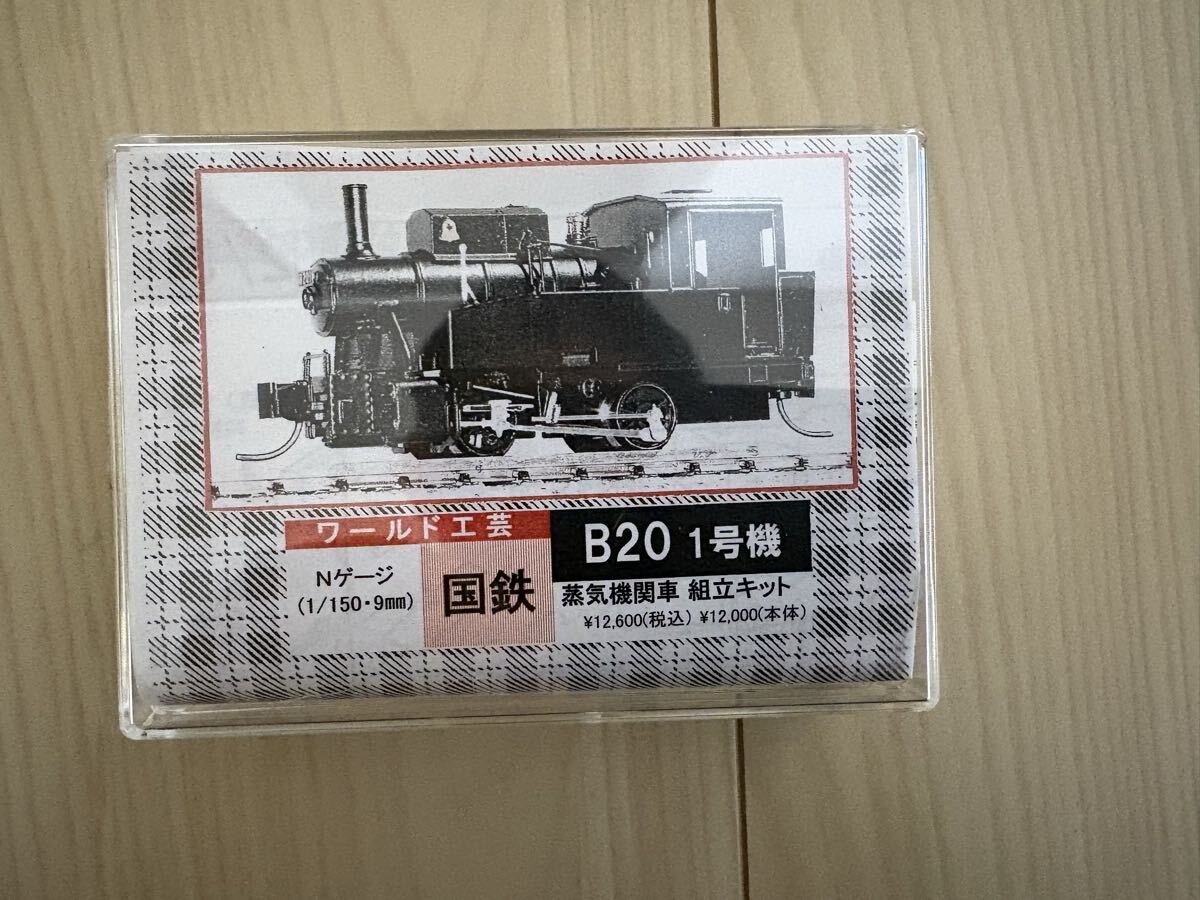 ワールド工芸
B20 1号機
Nゲージ
(1/150・9mm)
国鉄
蒸気機関車 組立キット
¥12,600(税込) ¥12,000(本体)